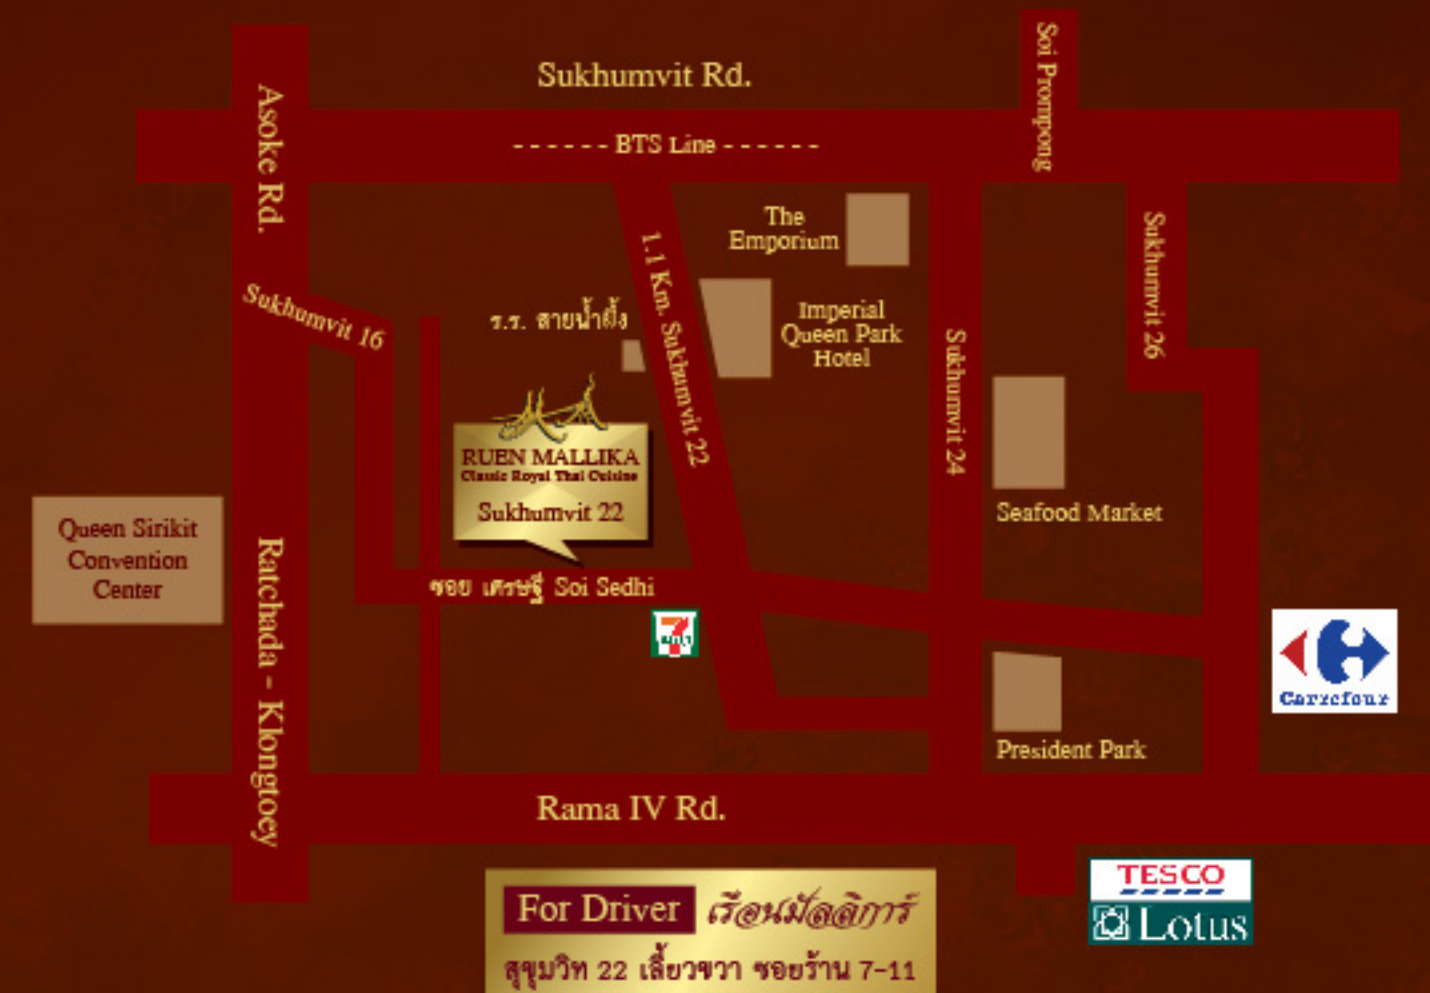 Sukhumvit Rd.
Soi Prompong
Asoke Rd.
------ BTS Line ------
The
Emporium
Sukhumvit 16
1.1 Km. Sukhumvit 22
ร.ร. สายน้ำผึ้ง
Imperial
Queen Park
Hotel
Sukhumvit 24
Sukhumvit 26
RUEN MALLIKA
Classic Royal Thai Cuisine
Sukhumvit 22
Seafood Market
Queen Sirikit
Convention
Center
Ratchada - Klongtoey
ซอย เศรษฐี Soi Sedhi
7
Carrefour
President Park
Rama IV Rd.
TESCO
Lotus
For Driver เรือนมัลลิการ์
สุขุมวิท 22 เลี้ยวขวา ซอยร้าน 7-11